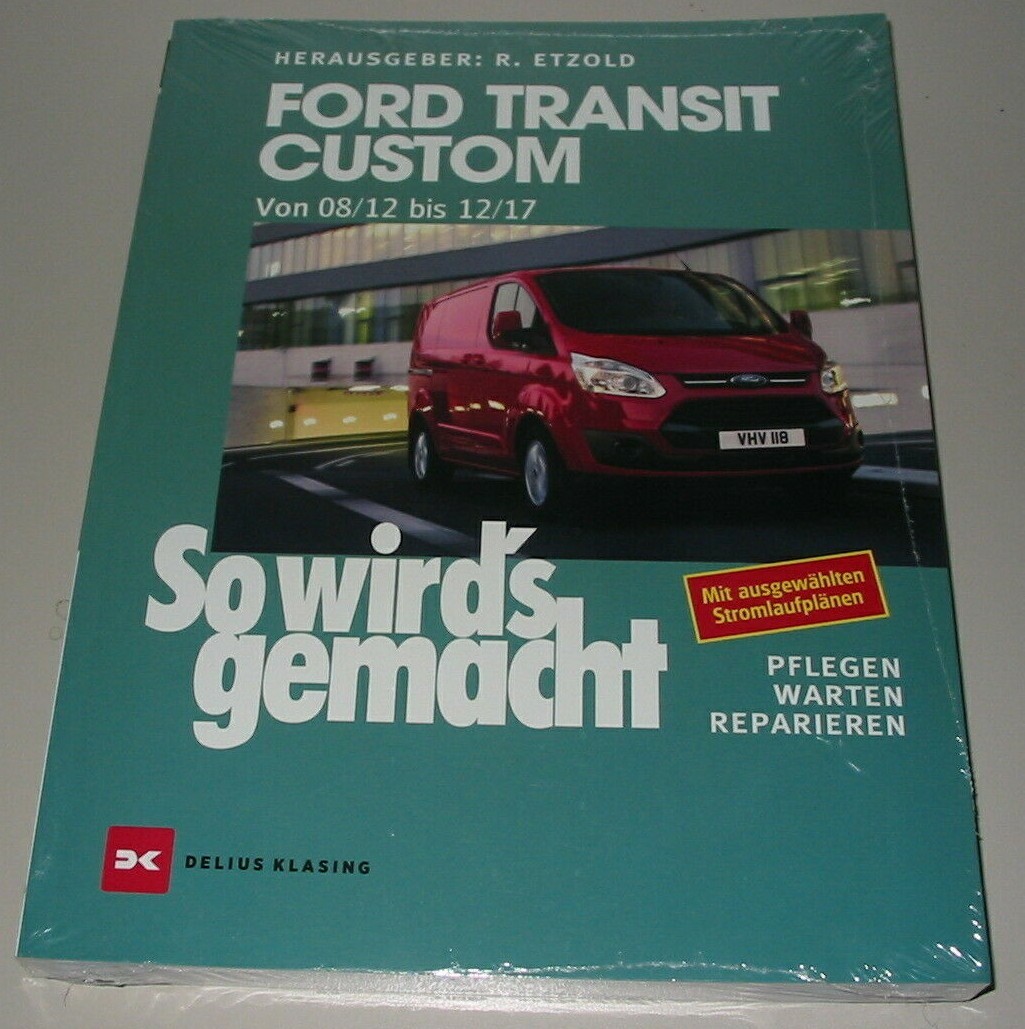 HERAUSGEBER: R. ETZOLD
FORD TRANSIT
CUSTOM
Von 08/12 bis 12/17
Ford
VHV 118
So wird's
gemacht
Mit ausgewählten
Stromlaufplänen
PFLEGEN
WARTEN
REPARIEREN
DELIUS KLASING